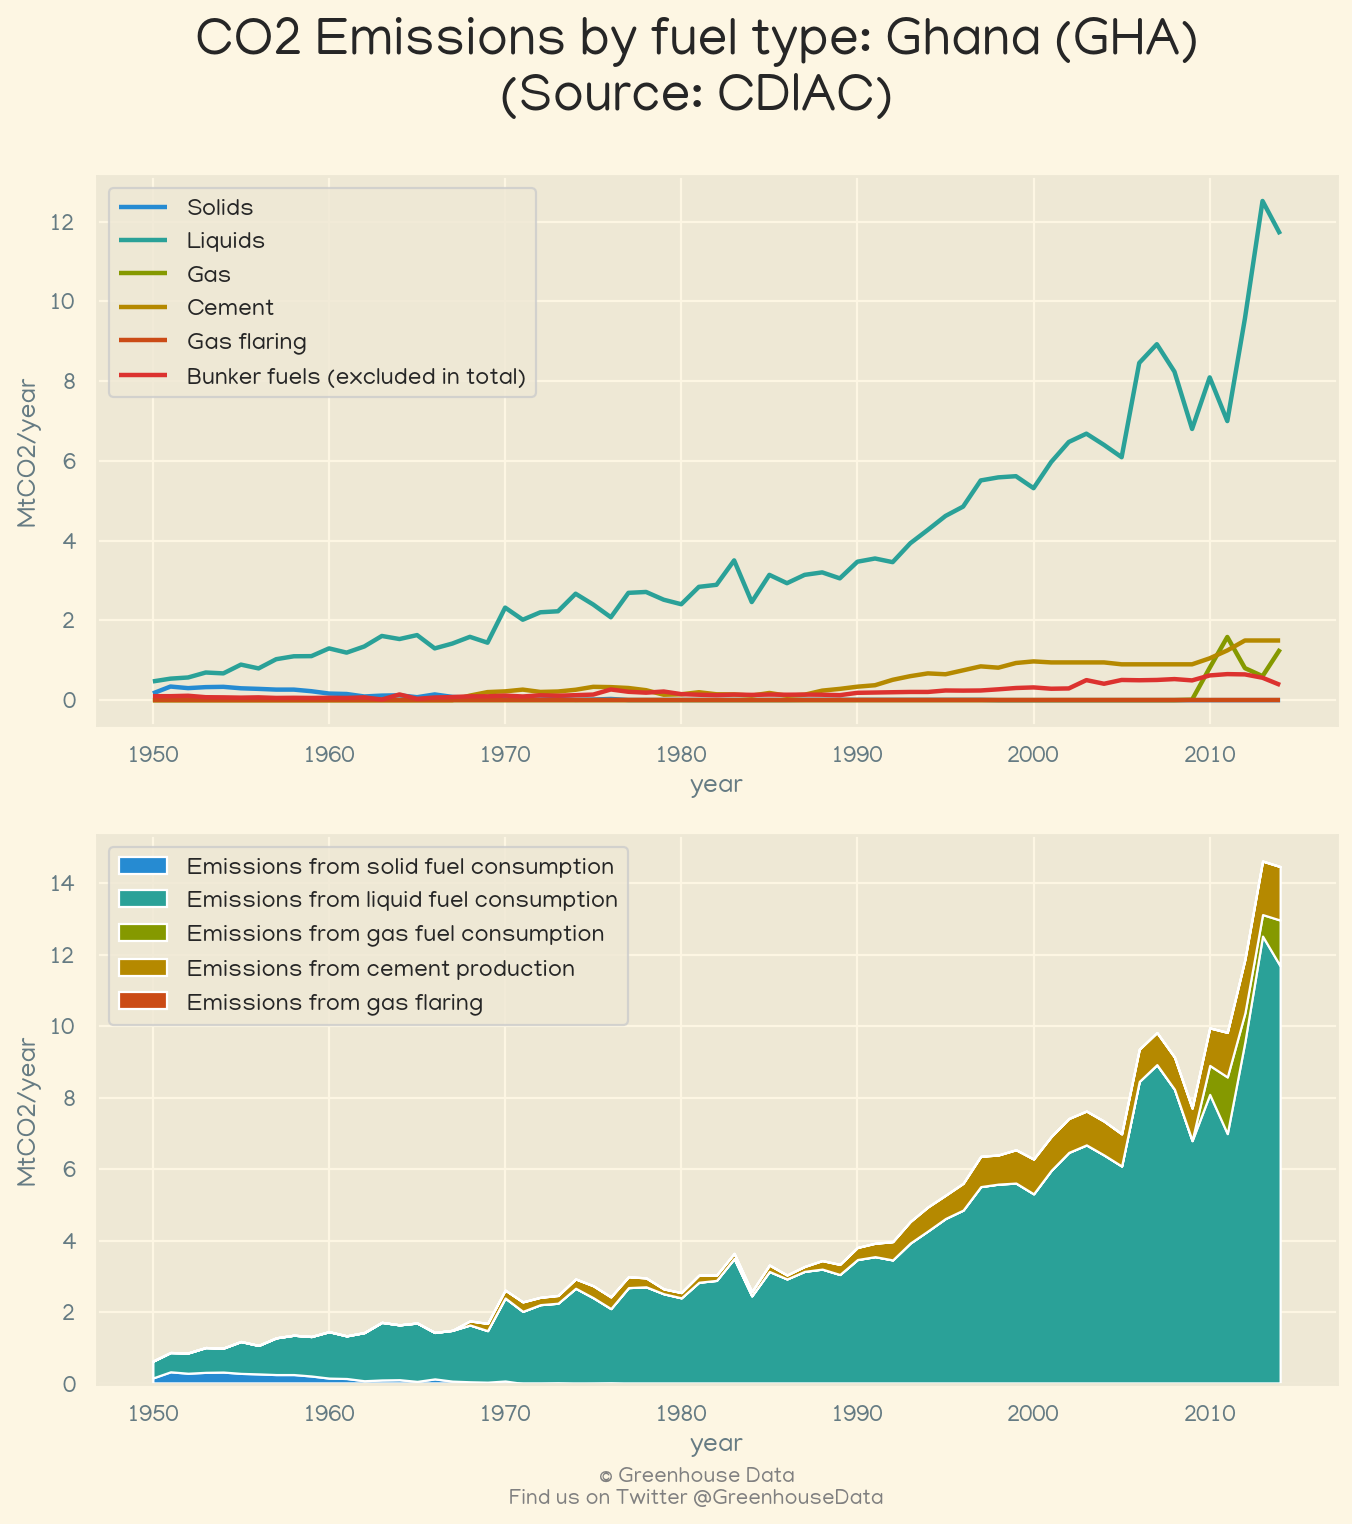 CO2 Emissions by fuel type: Ghana (GHA)
(Source: CDIAC)
Solids
Liquids
Gas
Cement
Gas flaring
Bunker fuels (excluded in total)
12
10
8
6
4
2
0
MtCO2/year
1950 1960 1970 1980 1990 2000 2010
year
Emissions from solid fuel consumption
Emissions from liquid fuel consumption
Emissions from gas fuel consumption
Emissions from cement production
Emissions from gas flaring
14
12
10
8
6
4
2
0
MtCO2/year
1950 1960 1970 1980 1990 2000 2010
year
© Greenhouse Data
Find us on Twitter @GreenhouseData